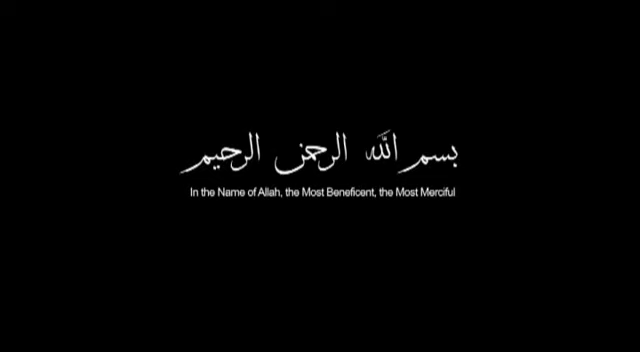 بسم الله الرحمن الرحيم
In the Name of Allah, the Most Beneficent, the Most Merciful